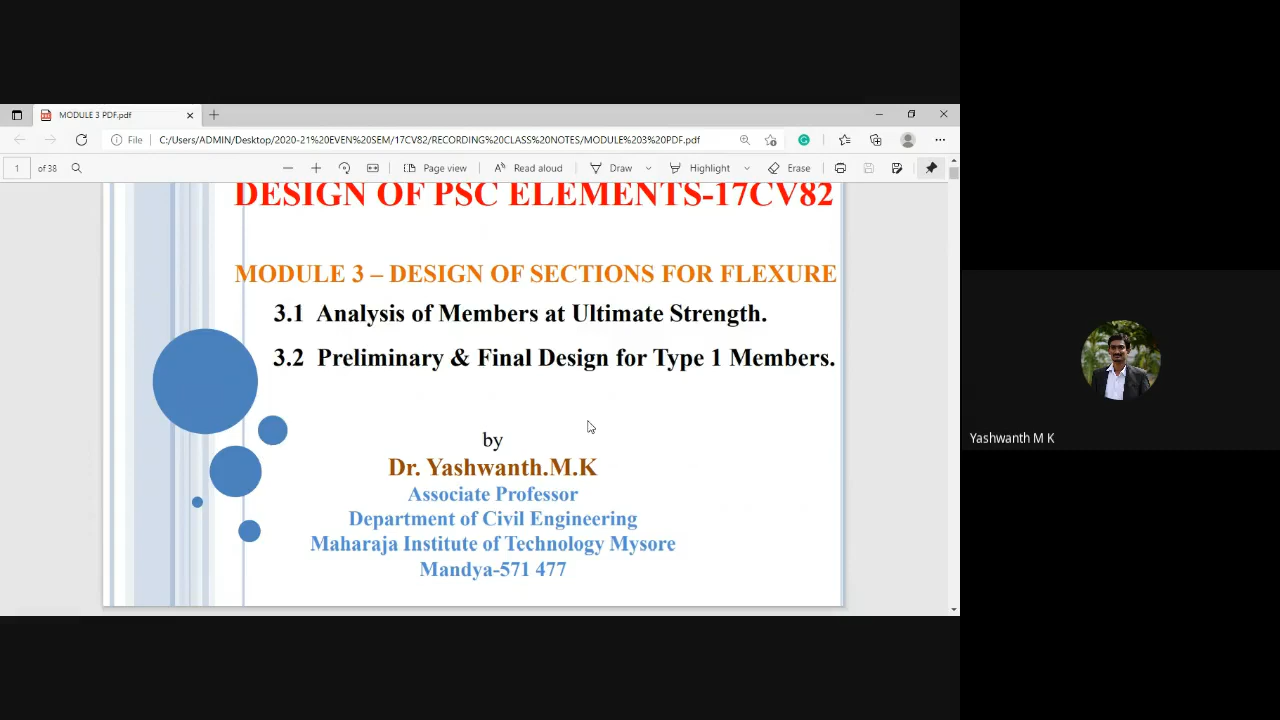 MODULE 3 PDF.pdf
File C:/Users/ADMIN/Desktop/2020-21%20EVEN%20SEM/17CV82/RECORDING%20CLASS%20NOTES/MODULE%203%20PDF.pdf
1 of 38 Page view Read aloud Draw Highlight Erase
DESIGN OF PSC ELEMENTS-17CV82
MODULE 3 – DESIGN OF SECTIONS FOR FLEXURE
3.1 Analysis of Members at Ultimate Strength.
3.2 Preliminary & Final Design for Type 1 Members.
by
Dr. Yashwanth.M.K
Associate Professor
Department of Civil Engineering
Maharaja Institute of Technology Mysore
Mandya-571 477
Yashwanth M K